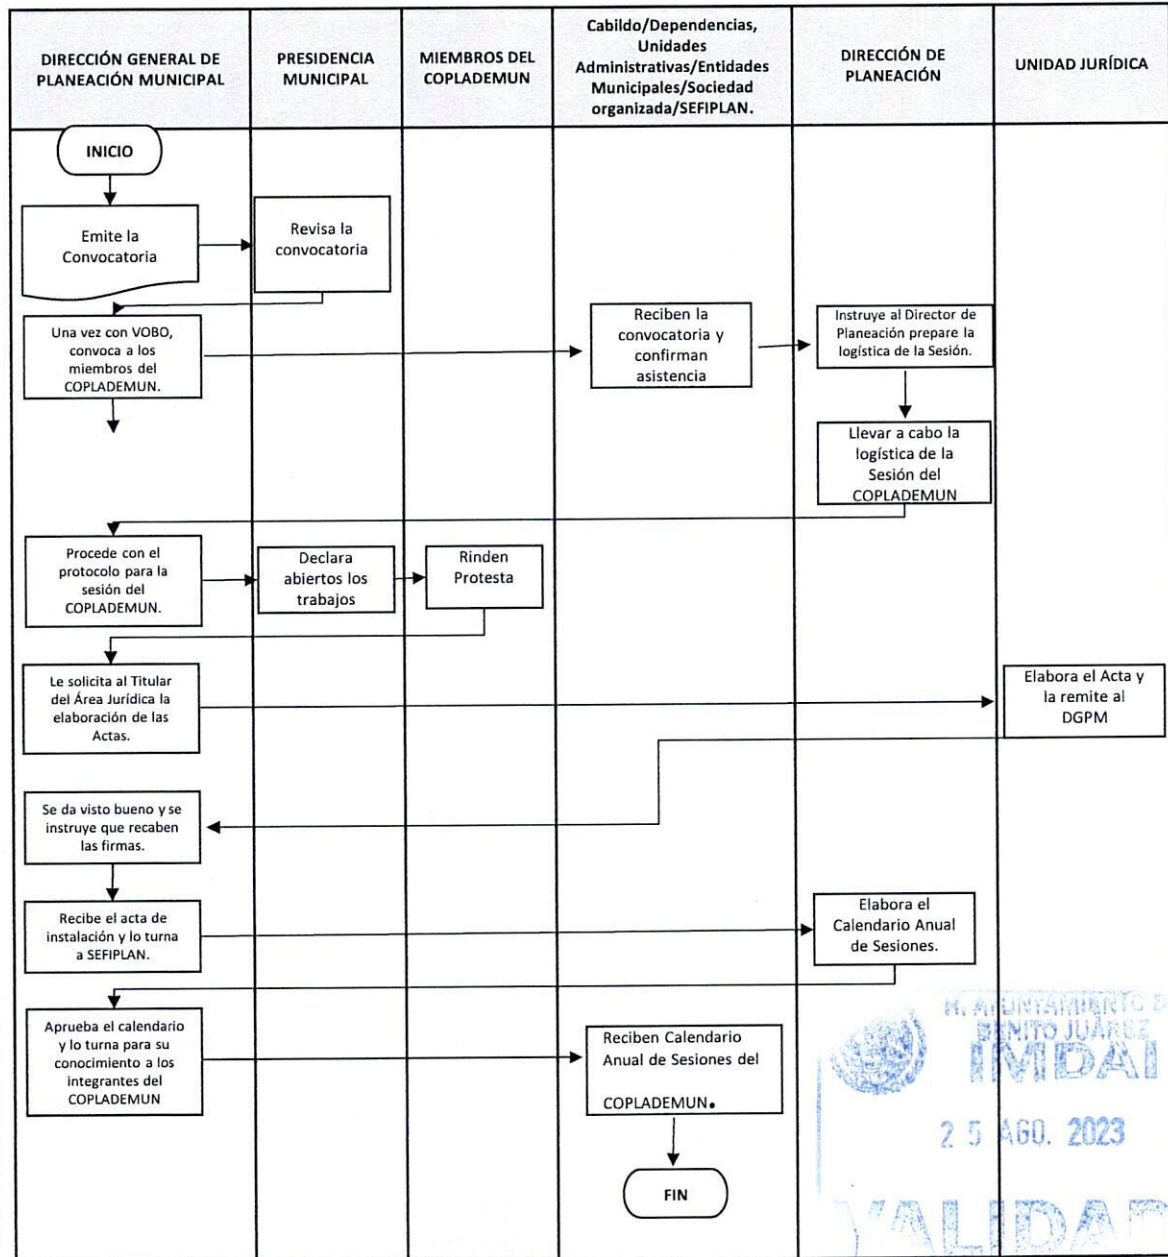 DIRECCIÓN GENERAL DE
PLANEACIÓN MUNICIPAL
PRESIDENCIA
MUNICIPAL
MIEMBROS DEL
COPLADEMUN
Cabildo/Dependencias,
Unidades
Administrativas/Entidades
Municipales/Sociedad
organizada/SEFIPLAN.
DIRECCIÓN DE
PLANEACIÓN
UNIDAD JURÍDICA
INICIO
Emite la
Convocatoria
Revisa la
convocatoria
Una vez con VOBO,
convoca a los
miembros del
COPLADEMUN.
Reciben la
convocatoria y
confirman
asistencia
Instruye al Director de
Planeación prepare la
logística de la Sesión.
Llevar a cabo la
logística de la
Sesión del
COPLADEMUN
Procede con el
protocolo para la
sesión del
COPLADEMUN.
Declara
abiertos los
trabajos
Rinden
Protesta
Le solicita al Titular
del Área Jurídica la
elaboración de las
Actas.
Elabora el Acta y
la remite al
DGPM
Se da visto bueno y se
instruye que recaben
las firmas.
Recibe el acta de
instalación y lo turna
a SEFIPLAN.
Elabora el
Calendario Anual
de Sesiones.
Aprueba el calendario
y lo turna para su
conocimiento a los
integrantes del
COPLADEMUN
Reciben Calendario
Anual de Sesiones del
COPLADEMUN.
FIN
H. AYUNTAMIENTO D
BENITO JUÁREZ
IMDAI
25 AGO. 2023
VALIDAD